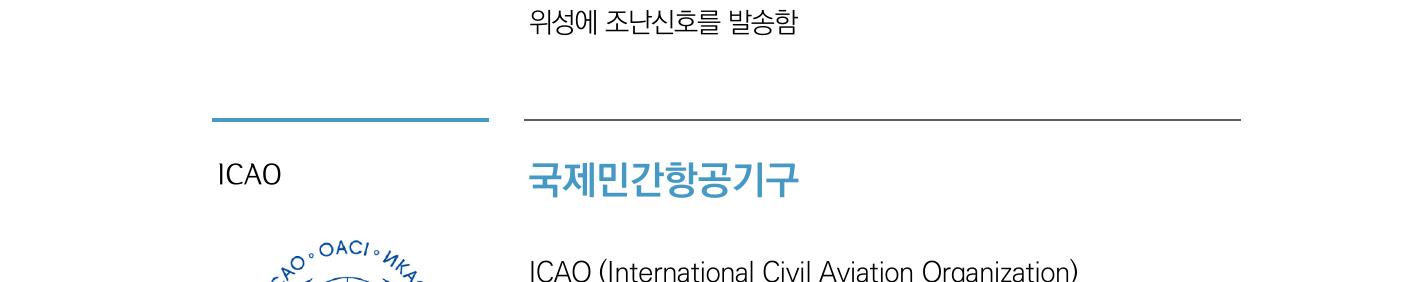 위성에 조난신호를 발송함
ICAO
국제민간항공기구
ICAO (International Civil Aviation Organization)
CAO ° OACI ° ИКА